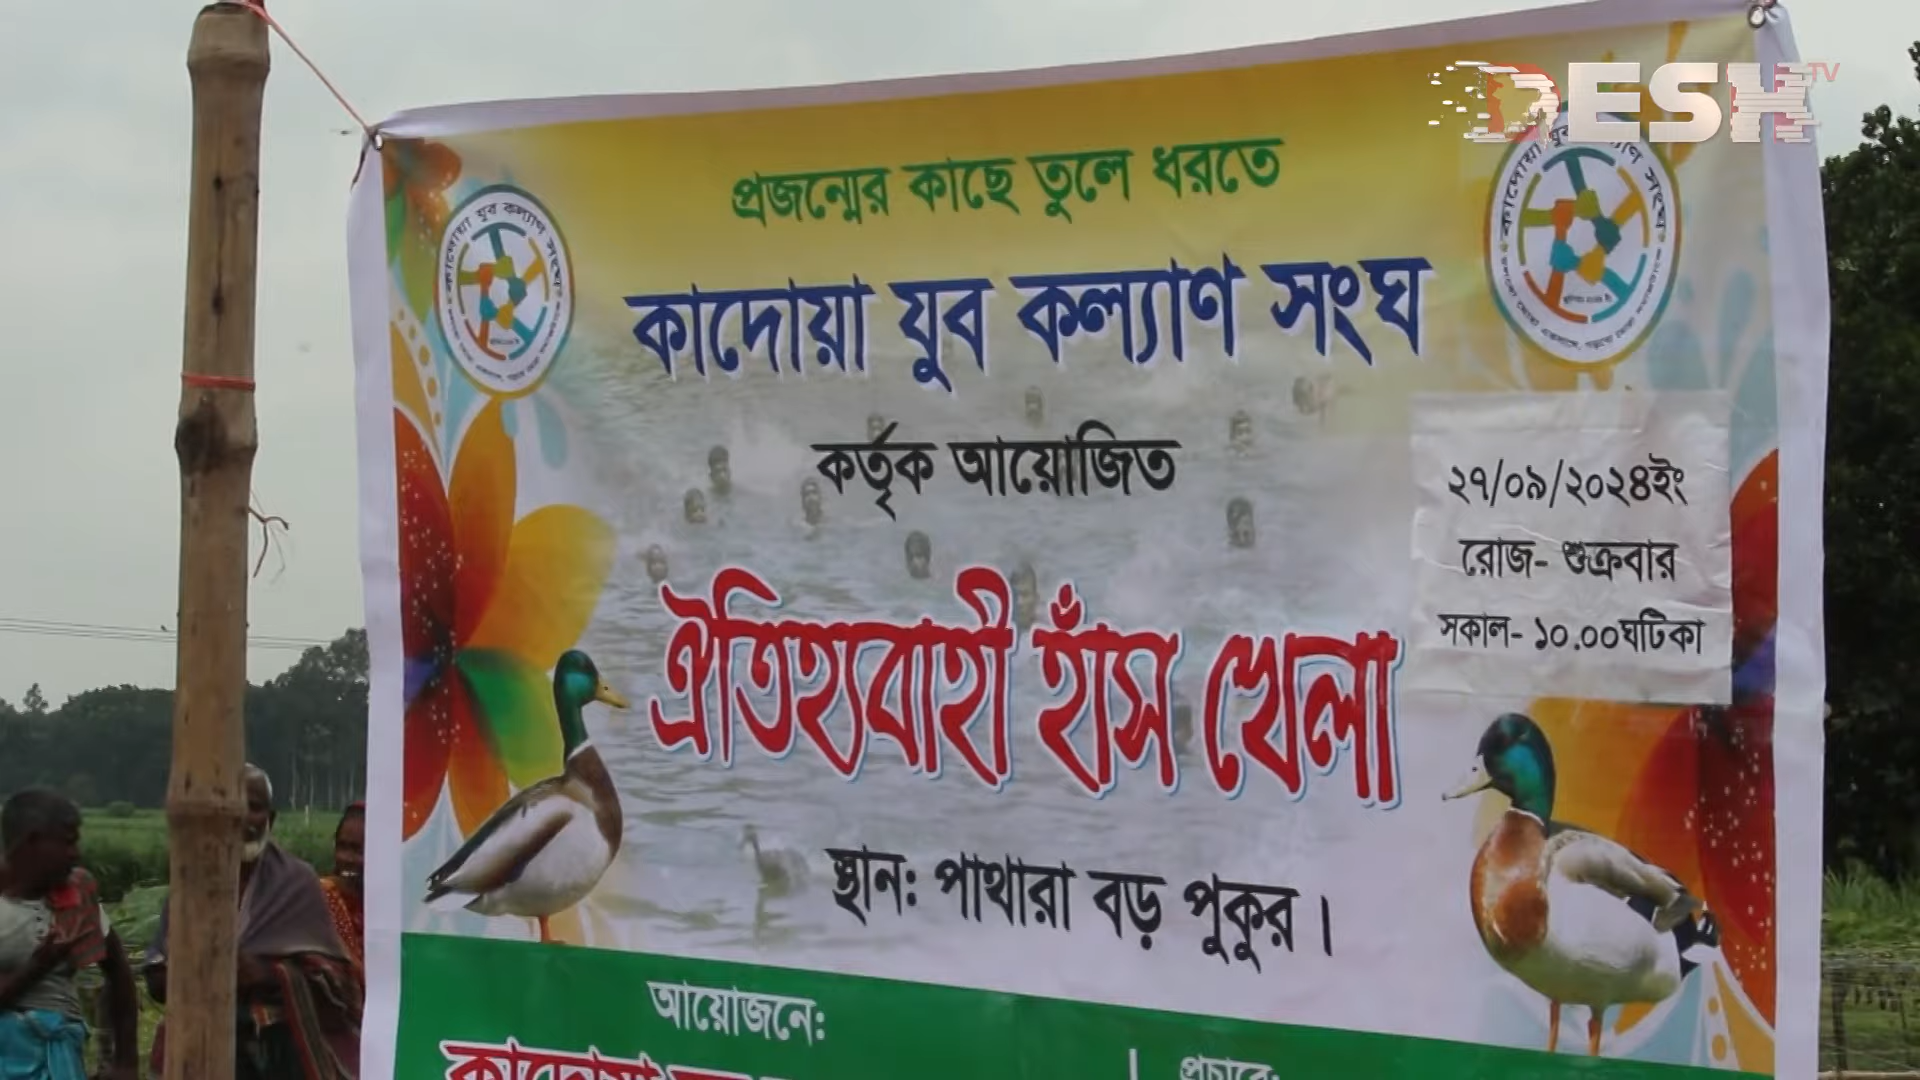 DESH TV
প্রজন্মের কাছে তুলে ধরতে
কাদোয়া যুব কল্যাণ সংঘ
কর্তৃক আয়োজিত
২৭/০৯/২০২৪ইং
রোজ- শুক্রবার
সকাল- ১০.০০ঘটিকা
ঐতিহ্যবাহী হাঁস খেলা
স্থান: পাথারা বড় পুকুর।
আয়োজনে:
প্রচারে:
কাদোয়া যুব